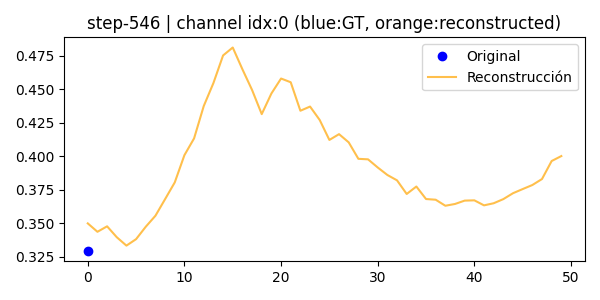 step-546 | channel idx:0 (blue:GT, orange:reconstructed)
Original
Reconstrucción
0.475
0.450
0.425
0.400
0.375
0.350
0.325
0 10 20 30 40 50